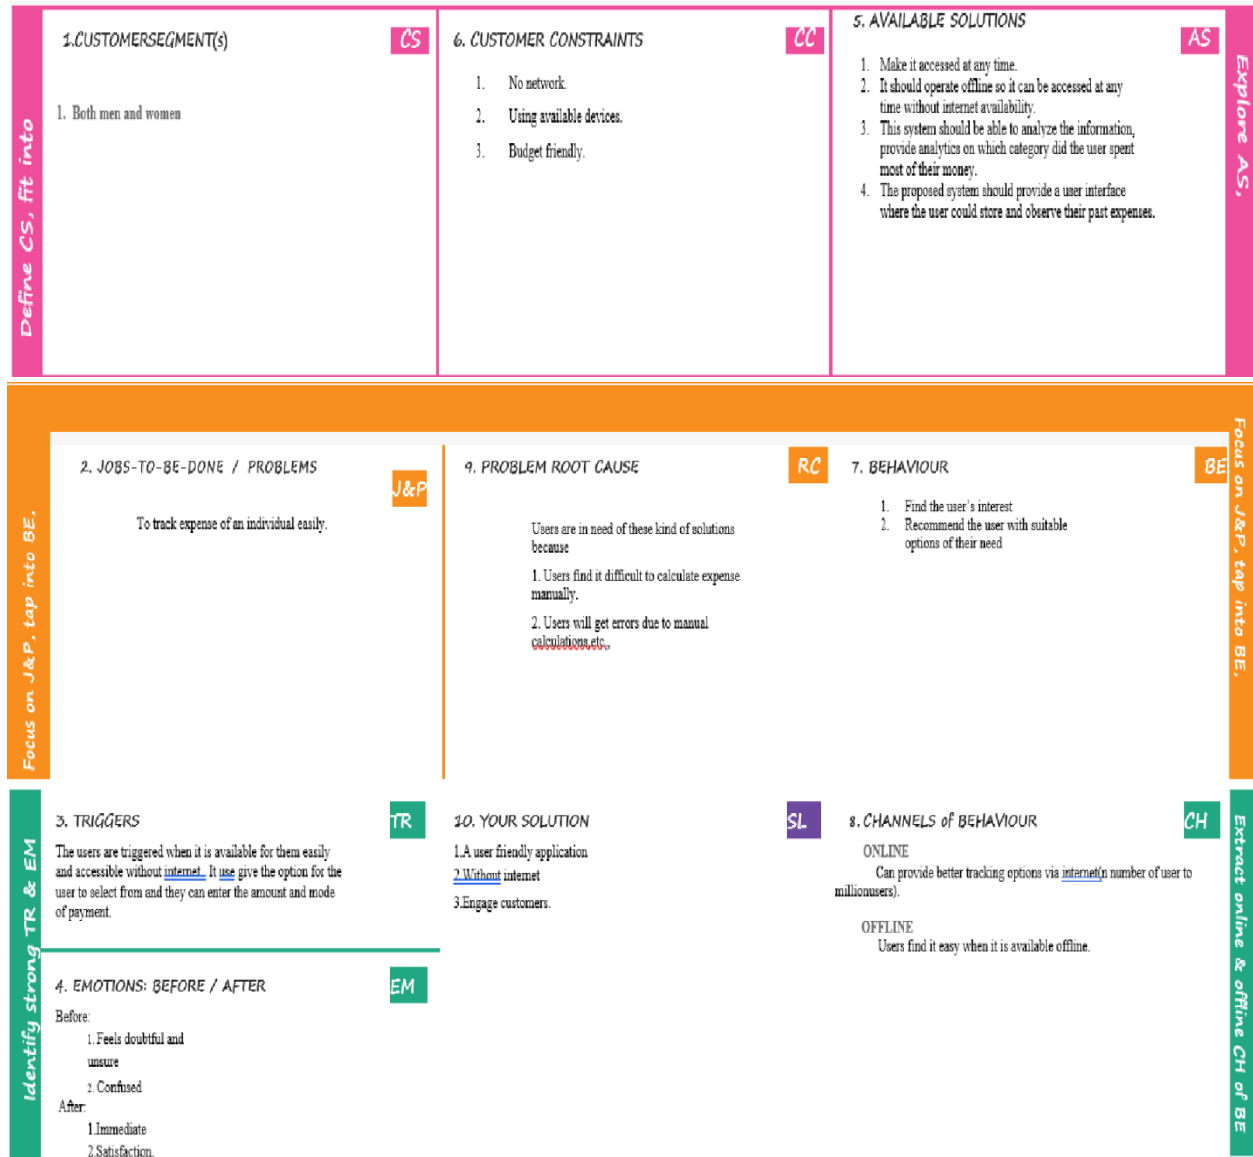 Define CS, fit into
1.CUSTOMERSEGMENT(s)
CS
1. Both men and women
6. CUSTOMER CONSTRAINTS
CC
1. No network.
2. Using available devices.
3. Budget friendly.
5. AVAILABLE SOLUTIONS
AS
1. Make it accessed at any time.
2. It should operate offline so it can be accessed at any
time without internet availability.
3. This system should be able to analyze the information,
provide analytics on which category did the user spent
most of their money.
4. The proposed system should provide a user interface
where the user could store and observe their past expenses.
Explore AS,
Focus on J&P, tap into BE,
2. JOBS-TO-BE-DONE / PROBLEMS
J&P
To track expense of an individual easily.
9. PROBLEM ROOT CAUSE
RC
Users are in need of these kind of solutions
because
1. Users find it difficult to calculate expense
manually.
2. Users will get errors due to manual
calculations,etc.,
7. BEHAVIOUR
BE
1. Find the user's interest
2. Recommend the user with suitable
options of their need
Focus on J&P, tap into BE,
Identify strong TR & EM
3. TRIGGERS
TR
The users are triggered when it is available for them easily
and accessible without internet. It use give the option for the
user to select from and they can enter the amount and mode
of payment.
4. EMOTIONS: BEFORE / AFTER
EM
Before:
1. Feels doubtful and
unsure
2. Confused
After:
1.Immediate
2.Satisfaction.
10. YOUR SOLUTION
SL
1.A user friendly application
2.Without internet
3.Engage customers.
8. CHANNELS of BEHAVIOUR
CH
ONLINE
Can provide better tracking options via internet(n number of user to
millionusers).
OFFLINE
Users find it easy when it is available offline.
Extract online & offline CH of BE